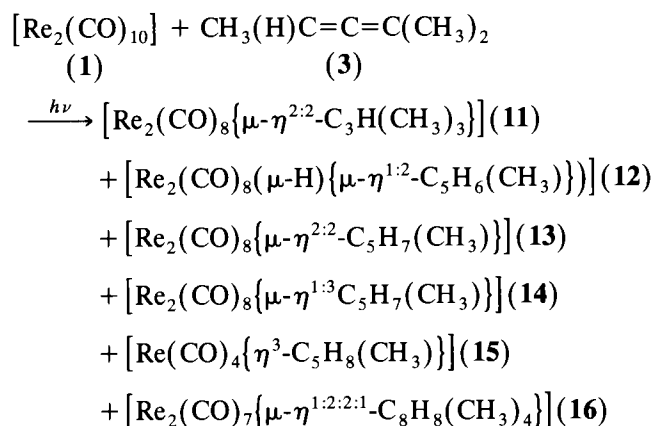 [Re₂(CO)₁₀] + CH₃(H)C=C=C(CH₃)₂
(1) (3)
hν⟶ [Re₂(CO)₈{μ-η²:²-C₃H(CH₃)₃}](11)
+ [Re₂(CO)₈(μ-H){μ-η¹:²-C₅H₆(CH₃)})](12)
+ [Re₂(CO)₈{μ-η²:²-C₅H₇(CH₃)}](13)
+ [Re₂(CO)₈{μ-η¹:³C₅H₇(CH₃)}](14)
+ [Re(CO)₄{η³-C₅H₈(CH₃)}](15)
+ [Re₂(CO)₇{μ-η¹:²:²:¹-C₈H₈(CH₃)₄}](16)